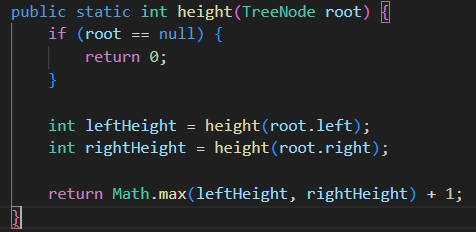 public static int height(TreeNode root) {
    if (root == null) {
        return 0;
    }

    int leftHeight = height(root.left);
    int rightHeight = height(root.right);

    return Math.max(leftHeight, rightHeight) + 1;
}